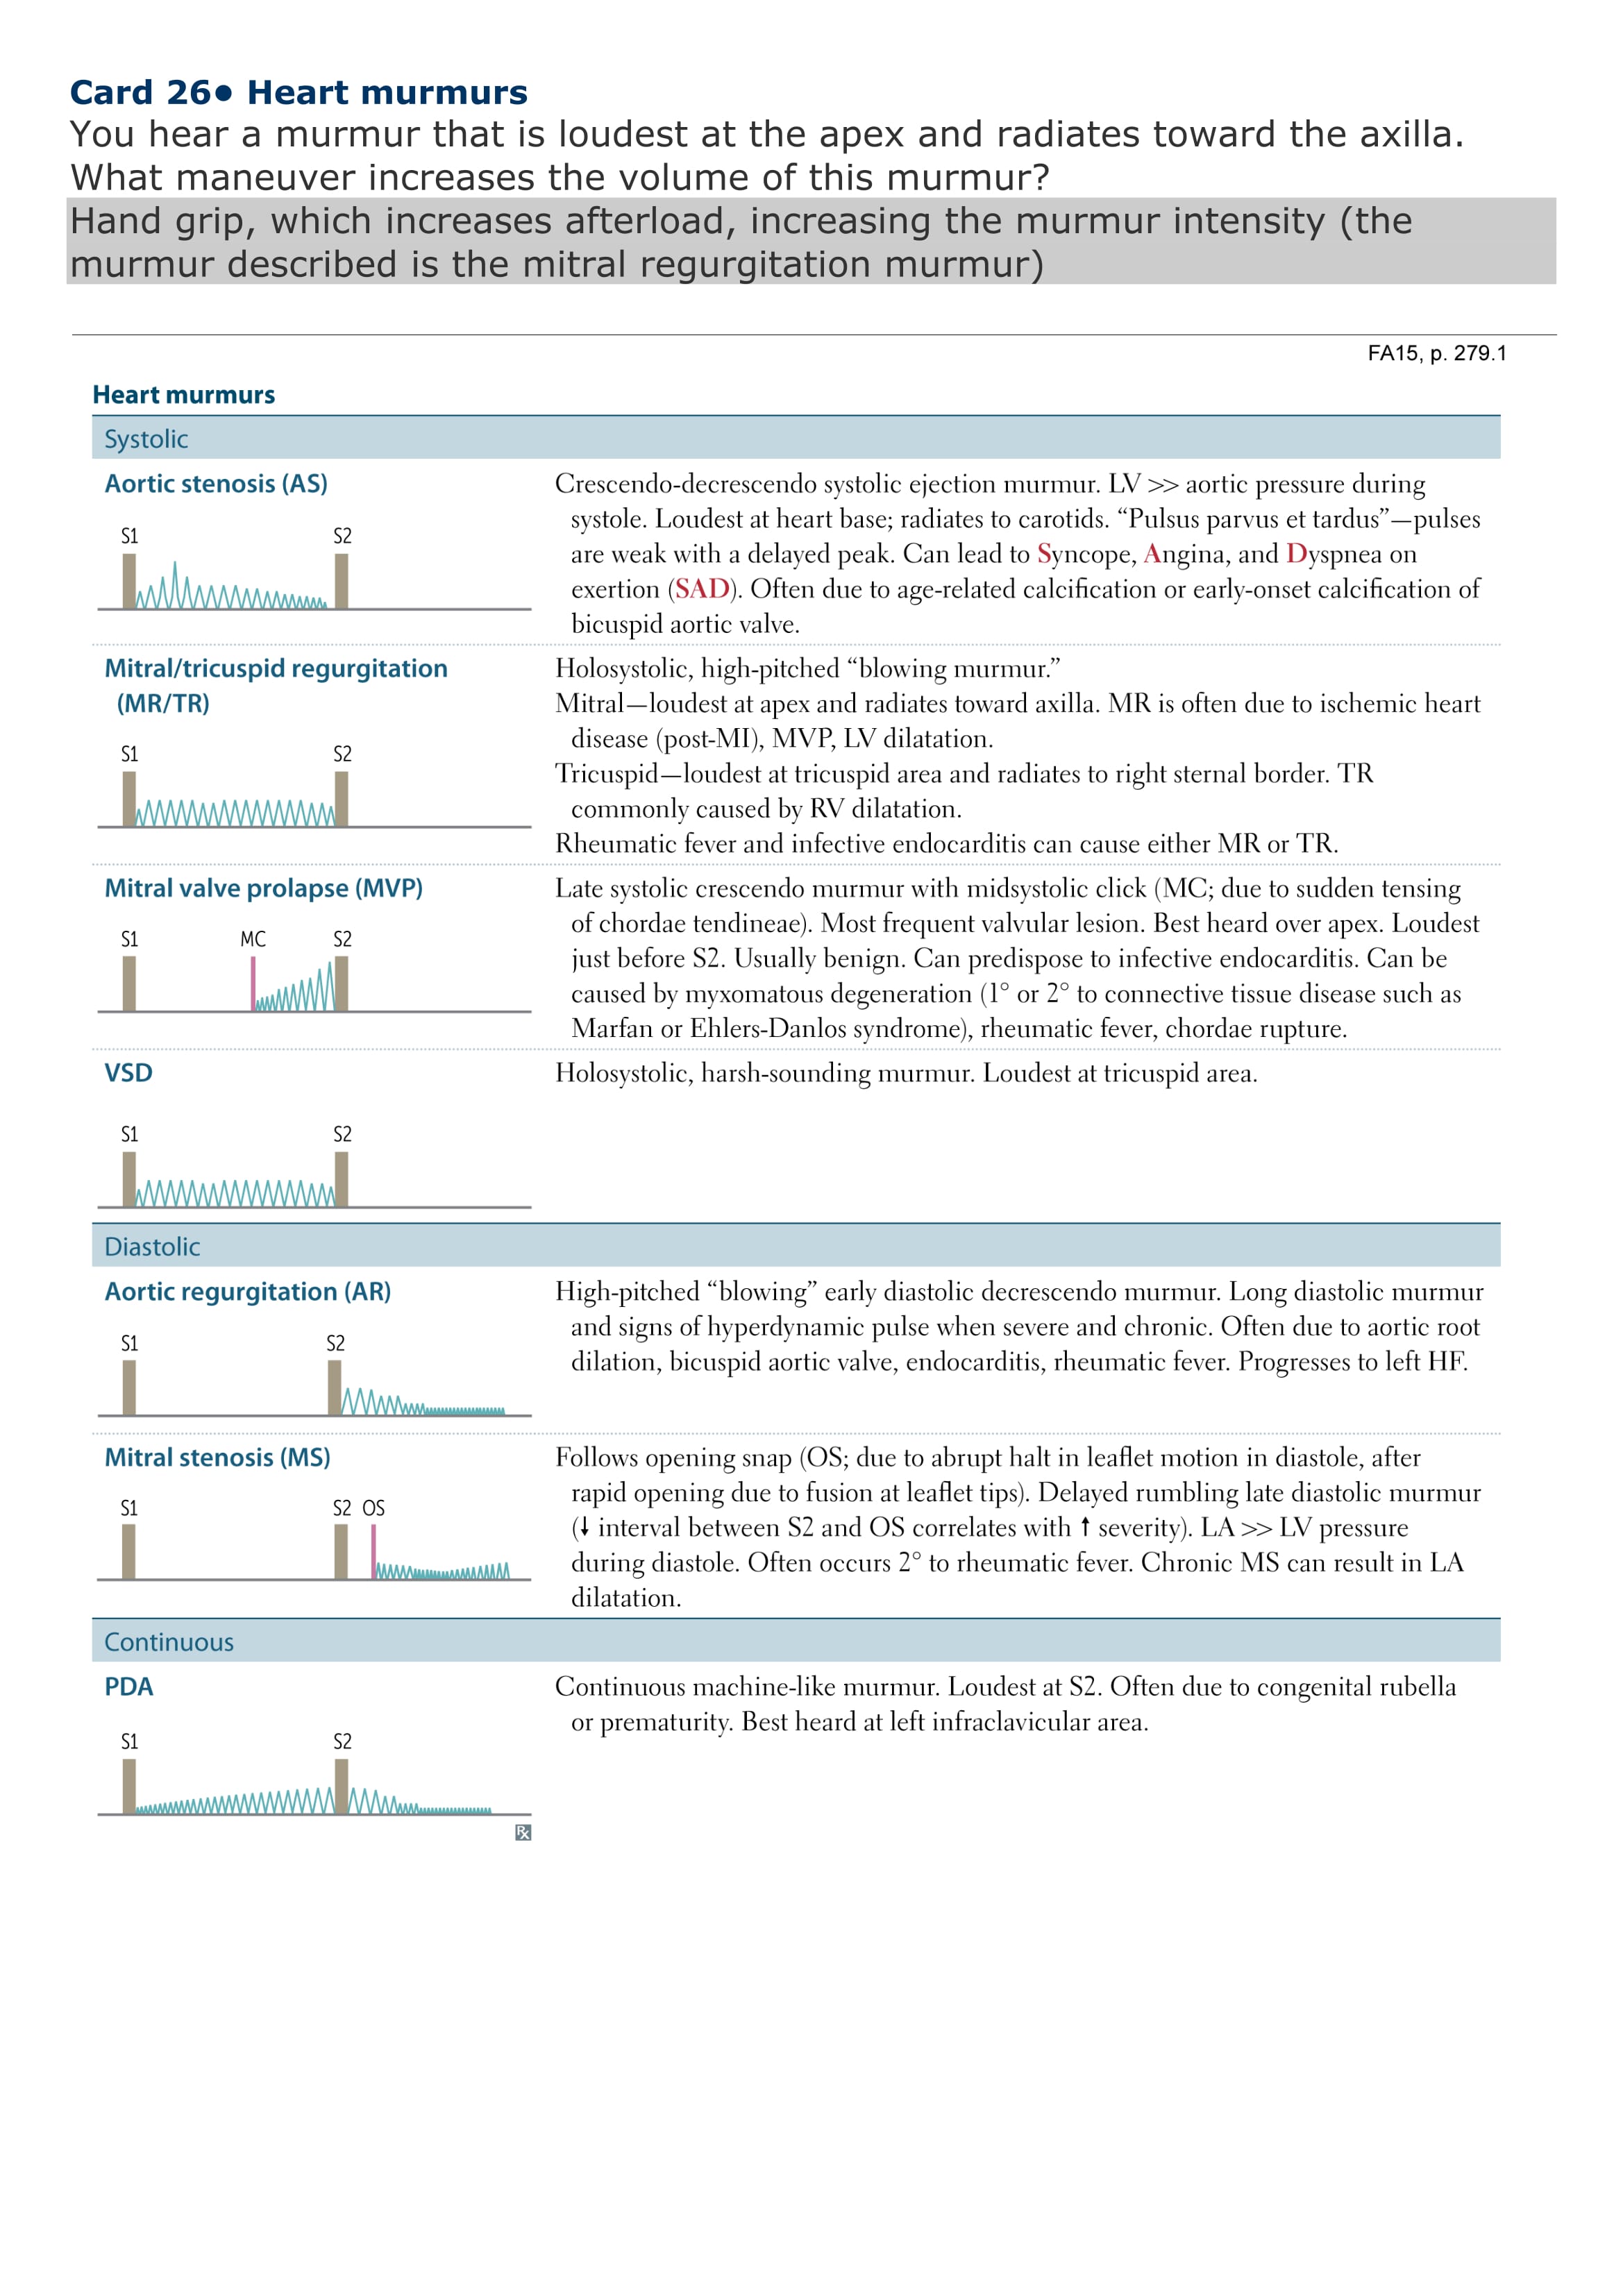 Card 26● Heart murmurs
You hear a murmur that is loudest at the apex and radiates toward the axilla.
What maneuver increases the volume of this murmur?
Hand grip, which increases afterload, increasing the murmur intensity (the
murmur described is the mitral regurgitation murmur)
FA15, p. 279.1
Heart murmurs
Systolic
Aortic stenosis (AS)
S1 S2
Crescendo-decrescendo systolic ejection murmur. LV >> aortic pressure during
systole. Loudest at heart base; radiates to carotids. “Pulsus parvus et tardus”—pulses
are weak with a delayed peak. Can lead to Syncope, Angina, and Dyspnea on
exertion (SAD). Often due to age-related calcification or early-onset calcification of
bicuspid aortic valve.
Mitral/tricuspid regurgitation
(MR/TR)
S1 S2
Holosystolic, high-pitched “blowing murmur.”
Mitral—loudest at apex and radiates toward axilla. MR is often due to ischemic heart
disease (post-MI), MVP, LV dilatation.
Tricuspid—loudest at tricuspid area and radiates to right sternal border. TR
commonly caused by RV dilatation.
Rheumatic fever and infective endocarditis can cause either MR or TR.
Mitral valve prolapse (MVP)
S1 MC S2
Late systolic crescendo murmur with midsystolic click (MC; due to sudden tensing
of chordae tendineae). Most frequent valvular lesion. Best heard over apex. Loudest
just before S2. Usually benign. Can predispose to infective endocarditis. Can be
caused by myxomatous degeneration (1° or 2° to connective tissue disease such as
Marfan or Ehlers-Danlos syndrome), rheumatic fever, chordae rupture.
VSD
S1 S2
Holosystolic, harsh-sounding murmur. Loudest at tricuspid area.
Diastolic
Aortic regurgitation (AR)
S1 S2
High-pitched “blowing” early diastolic decrescendo murmur. Long diastolic murmur
and signs of hyperdynamic pulse when severe and chronic. Often due to aortic root
dilation, bicuspid aortic valve, endocarditis, rheumatic fever. Progresses to left HF.
Mitral stenosis (MS)
S1 S2 OS
Follows opening snap (OS; due to abrupt halt in leaflet motion in diastole, after
rapid opening due to fusion at leaflet tips). Delayed rumbling late diastolic murmur
(↓ interval between S2 and OS correlates with ↑ severity). LA >> LV pressure
during diastole. Often occurs 2° to rheumatic fever. Chronic MS can result in LA
dilatation.
Continuous
PDA
S1 S2
Continuous machine-like murmur. Loudest at S2. Often due to congenital rubella
or prematurity. Best heard at left infraclavicular area.
Rx